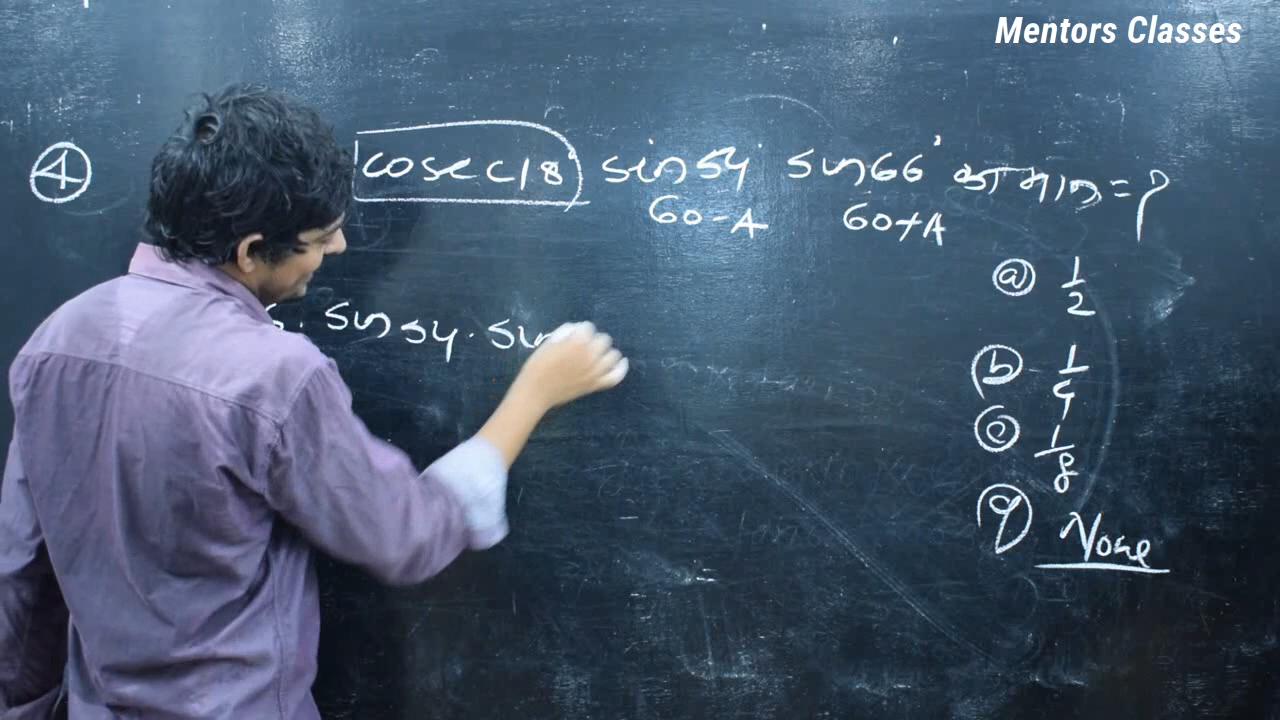 Mentors Classes
④ cosec18° sin54° sin66° का मान = ?
60-A 60+A
ⓐ 1/2
sin54. sin
ⓑ 1/4
ⓒ 1/8
ⓓ None